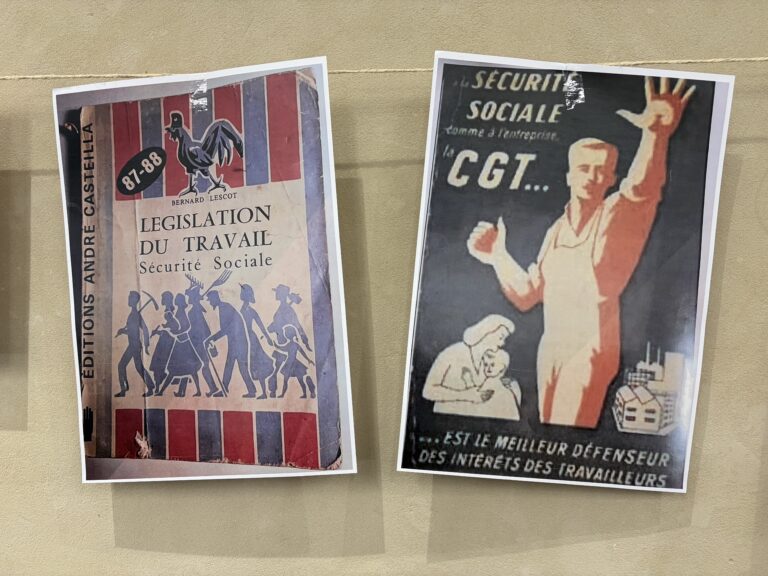 ÉDITIONS ANDRÉ CASTEILLA
87-88
BERNARD LESCOT
LEGISLATION
DU TRAVAIL
Sécurité Sociale
à la SÉCURITÉ
SOCIALE
comme à l'entreprise,
la
CGT...
...EST LE MEILLEUR DÉFENSEUR
DES INTÉRÊTS DES TRAVAILLEURS